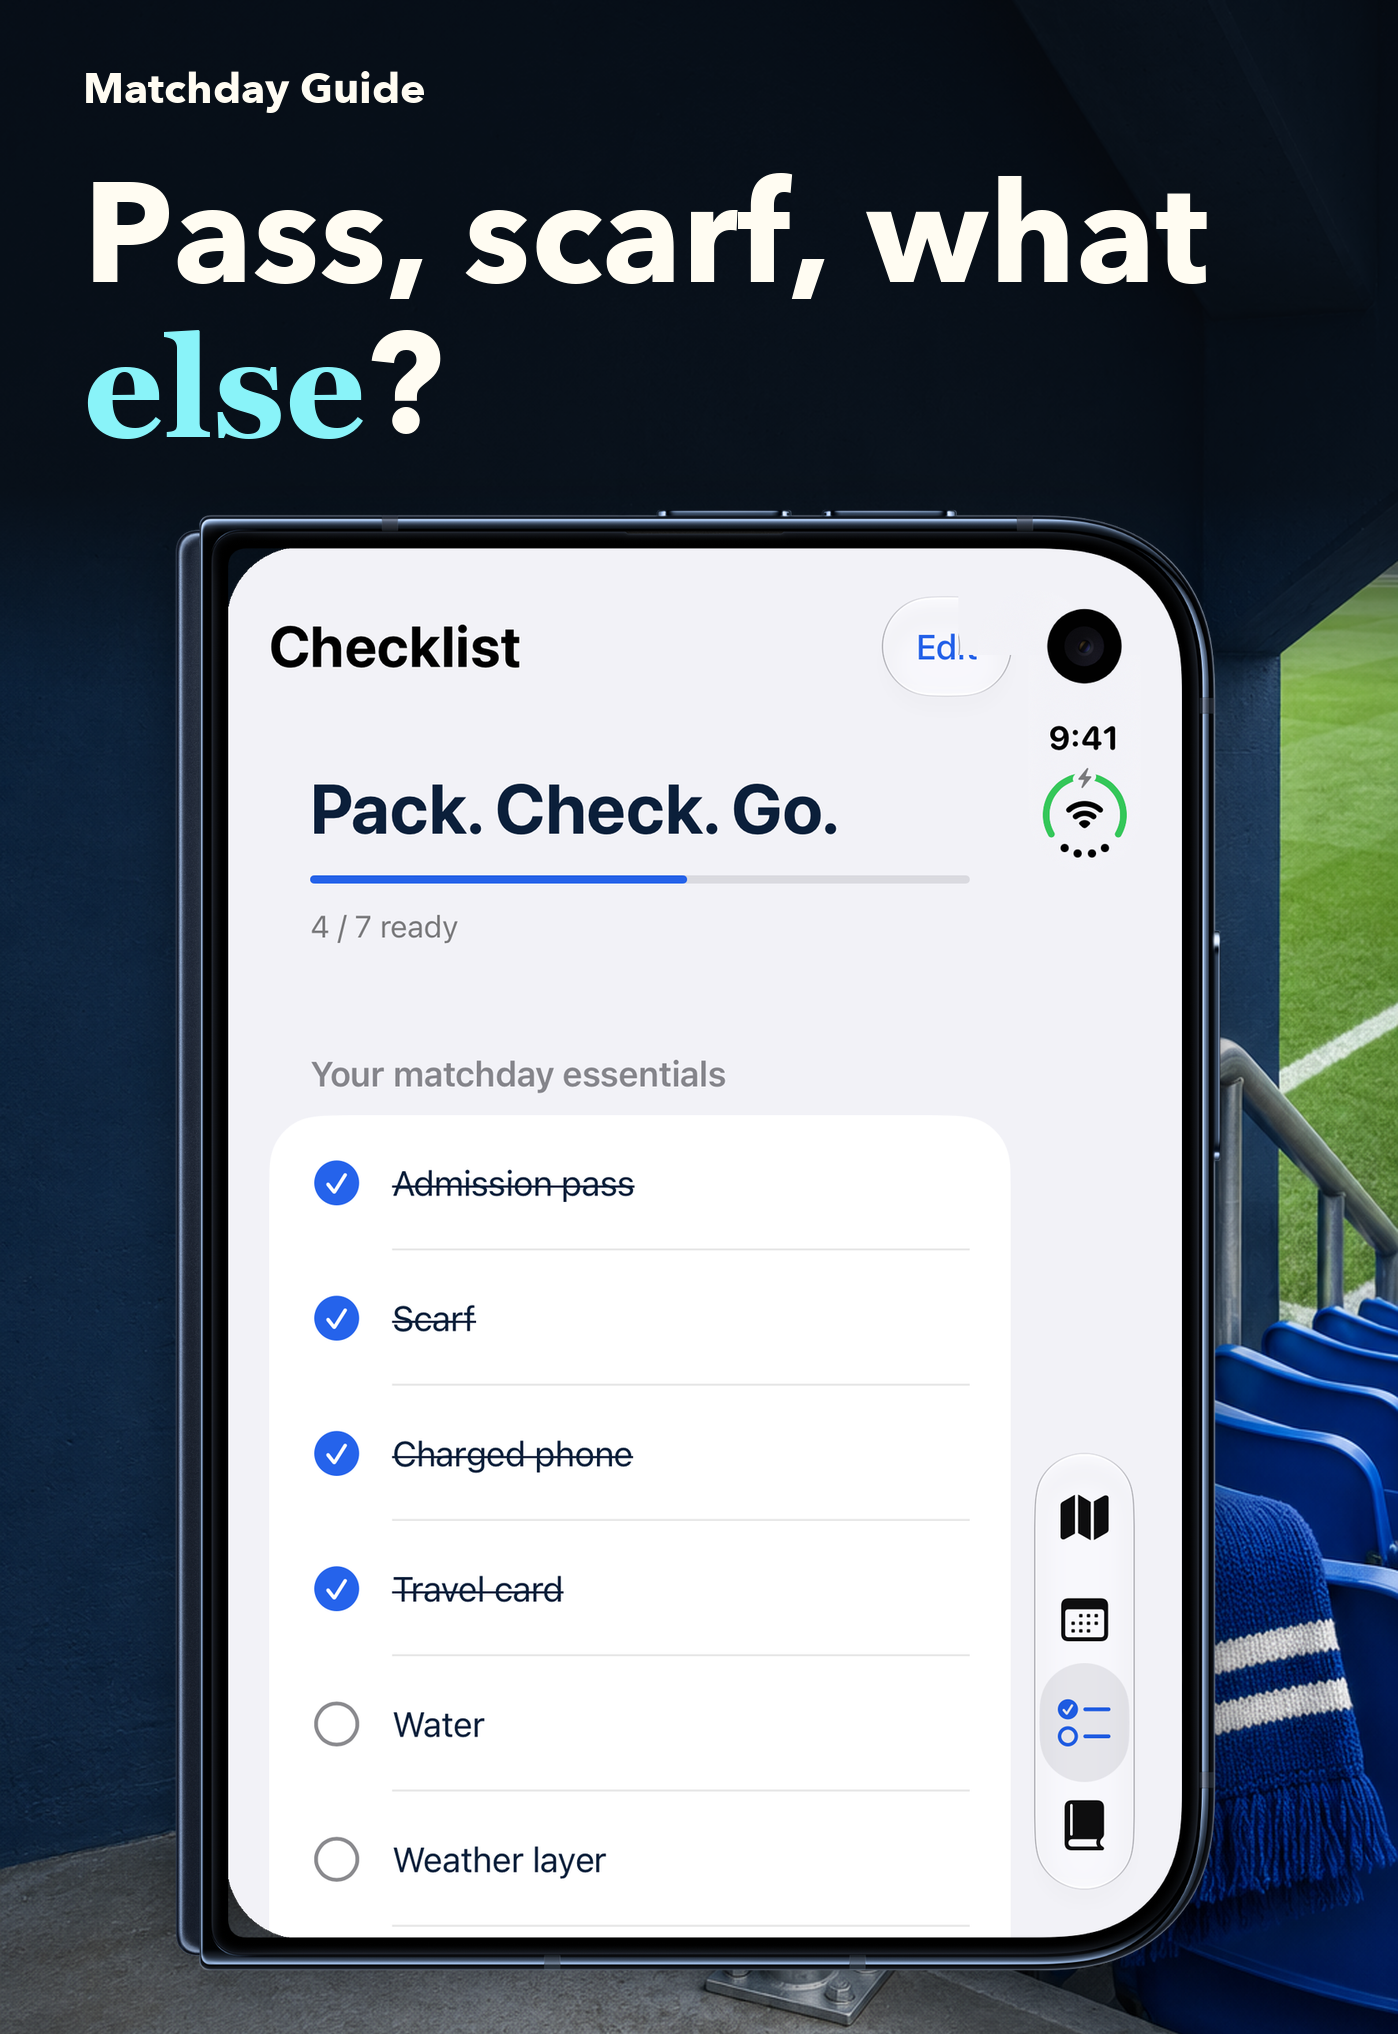 Matchday Guide
Pass, scarf, what
else?
Checklist
9:41
Pack. Check. Go.
4 / 7 ready
Your matchday essentials
Admission pass
Scarf
Charged phone
Travel card
Water
Weather layer